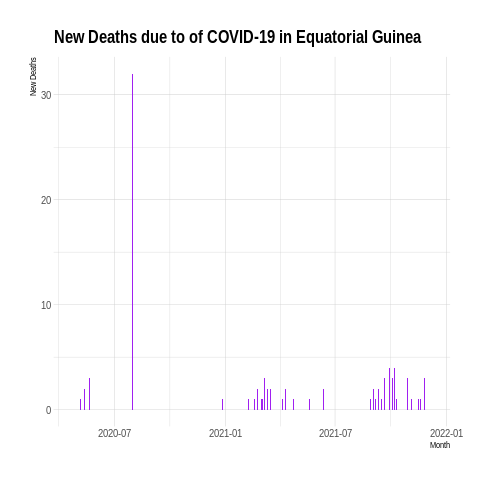 New Deaths due to of COVID-19 in Equatorial Guinea
New Deaths
30
20
10
0
2020-07 2021-01 2021-07 2022-01
Month